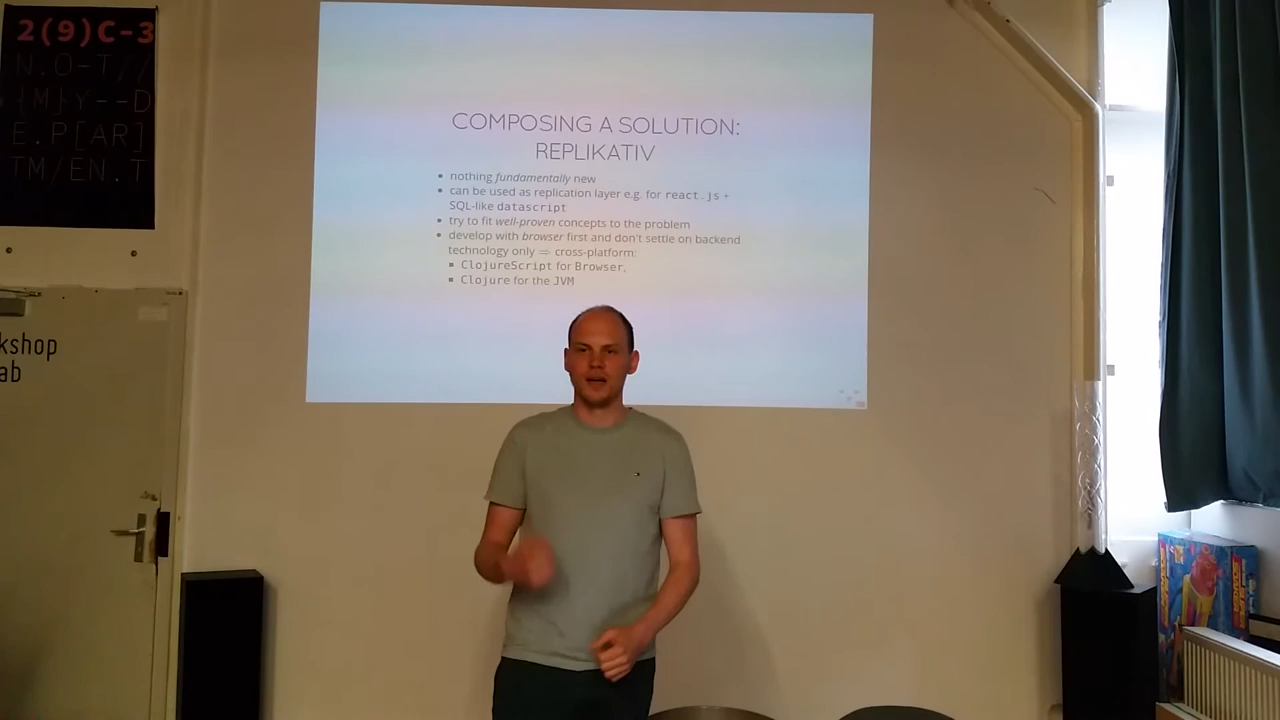 2(9)C-3
N.O-T//
{M}Y--D
E.P[AR]
TM/EN.T
COMPOSING A SOLUTION:
REPLIKATIV
nothing fundamentally new
can be used as replication layer e.g. for react.js +
SQL-like datascript
try to fit well-proven concepts to the problem
develop with browser first and don't settle on backend
technology only ⇒ cross-platform:
ClojureScript for Browser,
Clojure for the JVM
kshop
ab